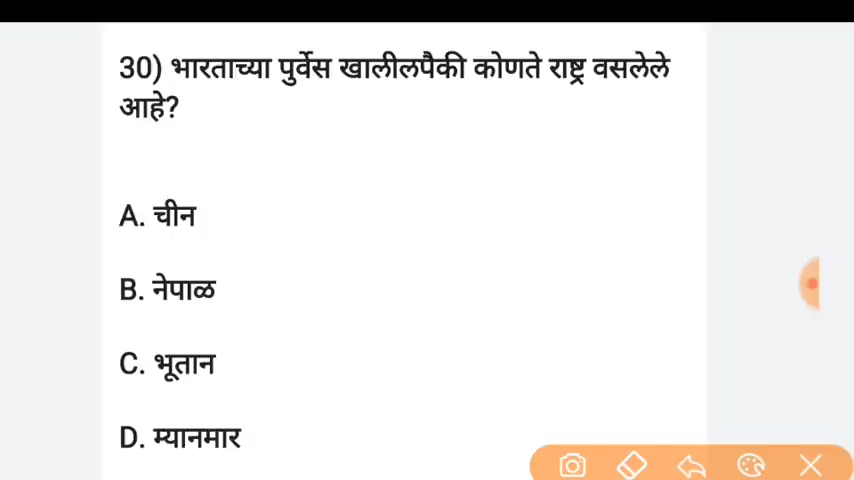 30) भारताच्या पुर्वेस खालीलपैकी कोणते राष्ट्र वसलेले
आहे?
A. चीन
B. नेपाळ
C. भूतान
D. म्यानमार